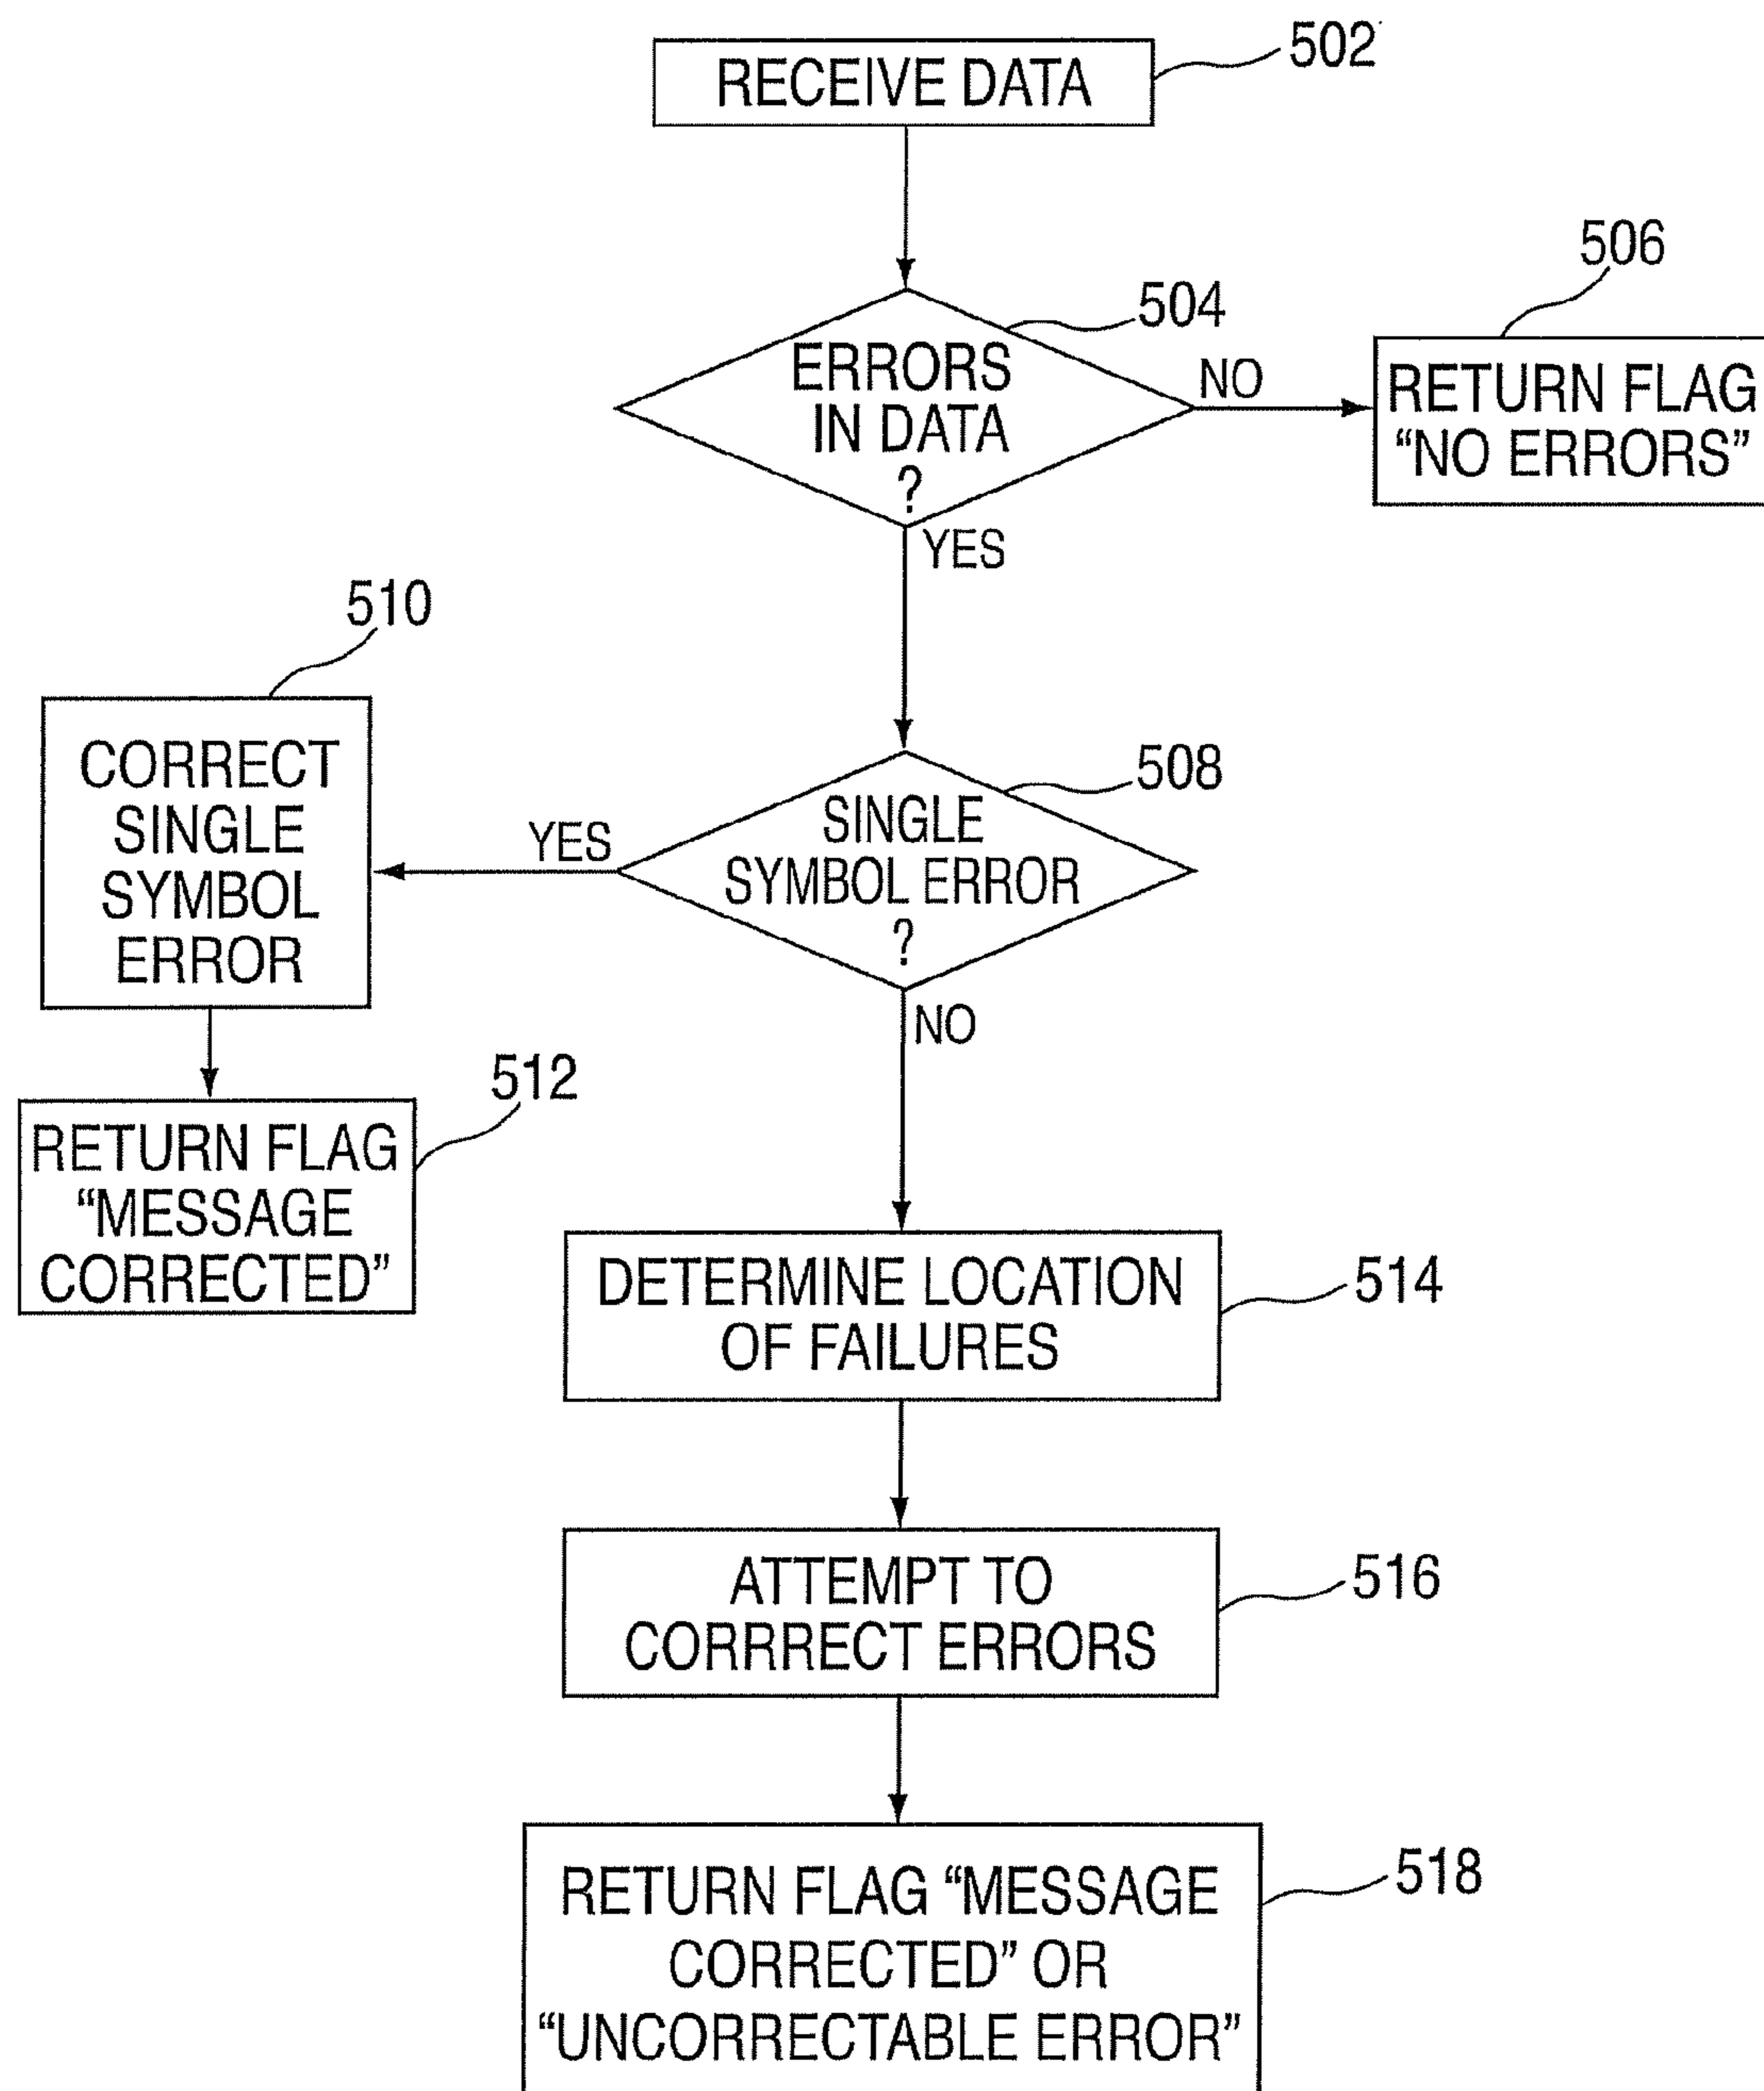 RECEIVE DATA
502
ERRORS
IN DATA
?
504
NO
RETURN FLAG
“NO ERRORS”
506
YES
SINGLE
SYMBOL ERROR
?
508
YES
CORRECT
SINGLE
SYMBOL
ERROR
510
RETURN FLAG
“MESSAGE
CORRECTED”
512
NO
DETERMINE LOCATION
OF FAILURES
514
ATTEMPT TO
CORRRECT ERRORS
516
RETURN FLAG “MESSAGE
CORRECTED” OR
“UNCORRECTABLE ERROR”
518